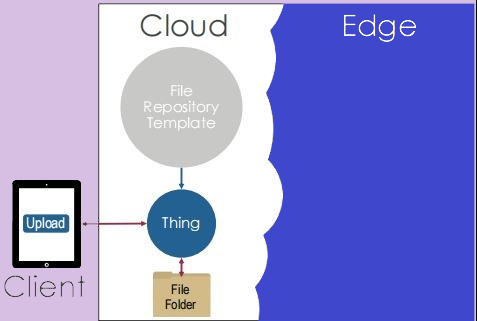 Cloud
Edge
File
Repository
Template
Upload
Thing
Client
File
Folder